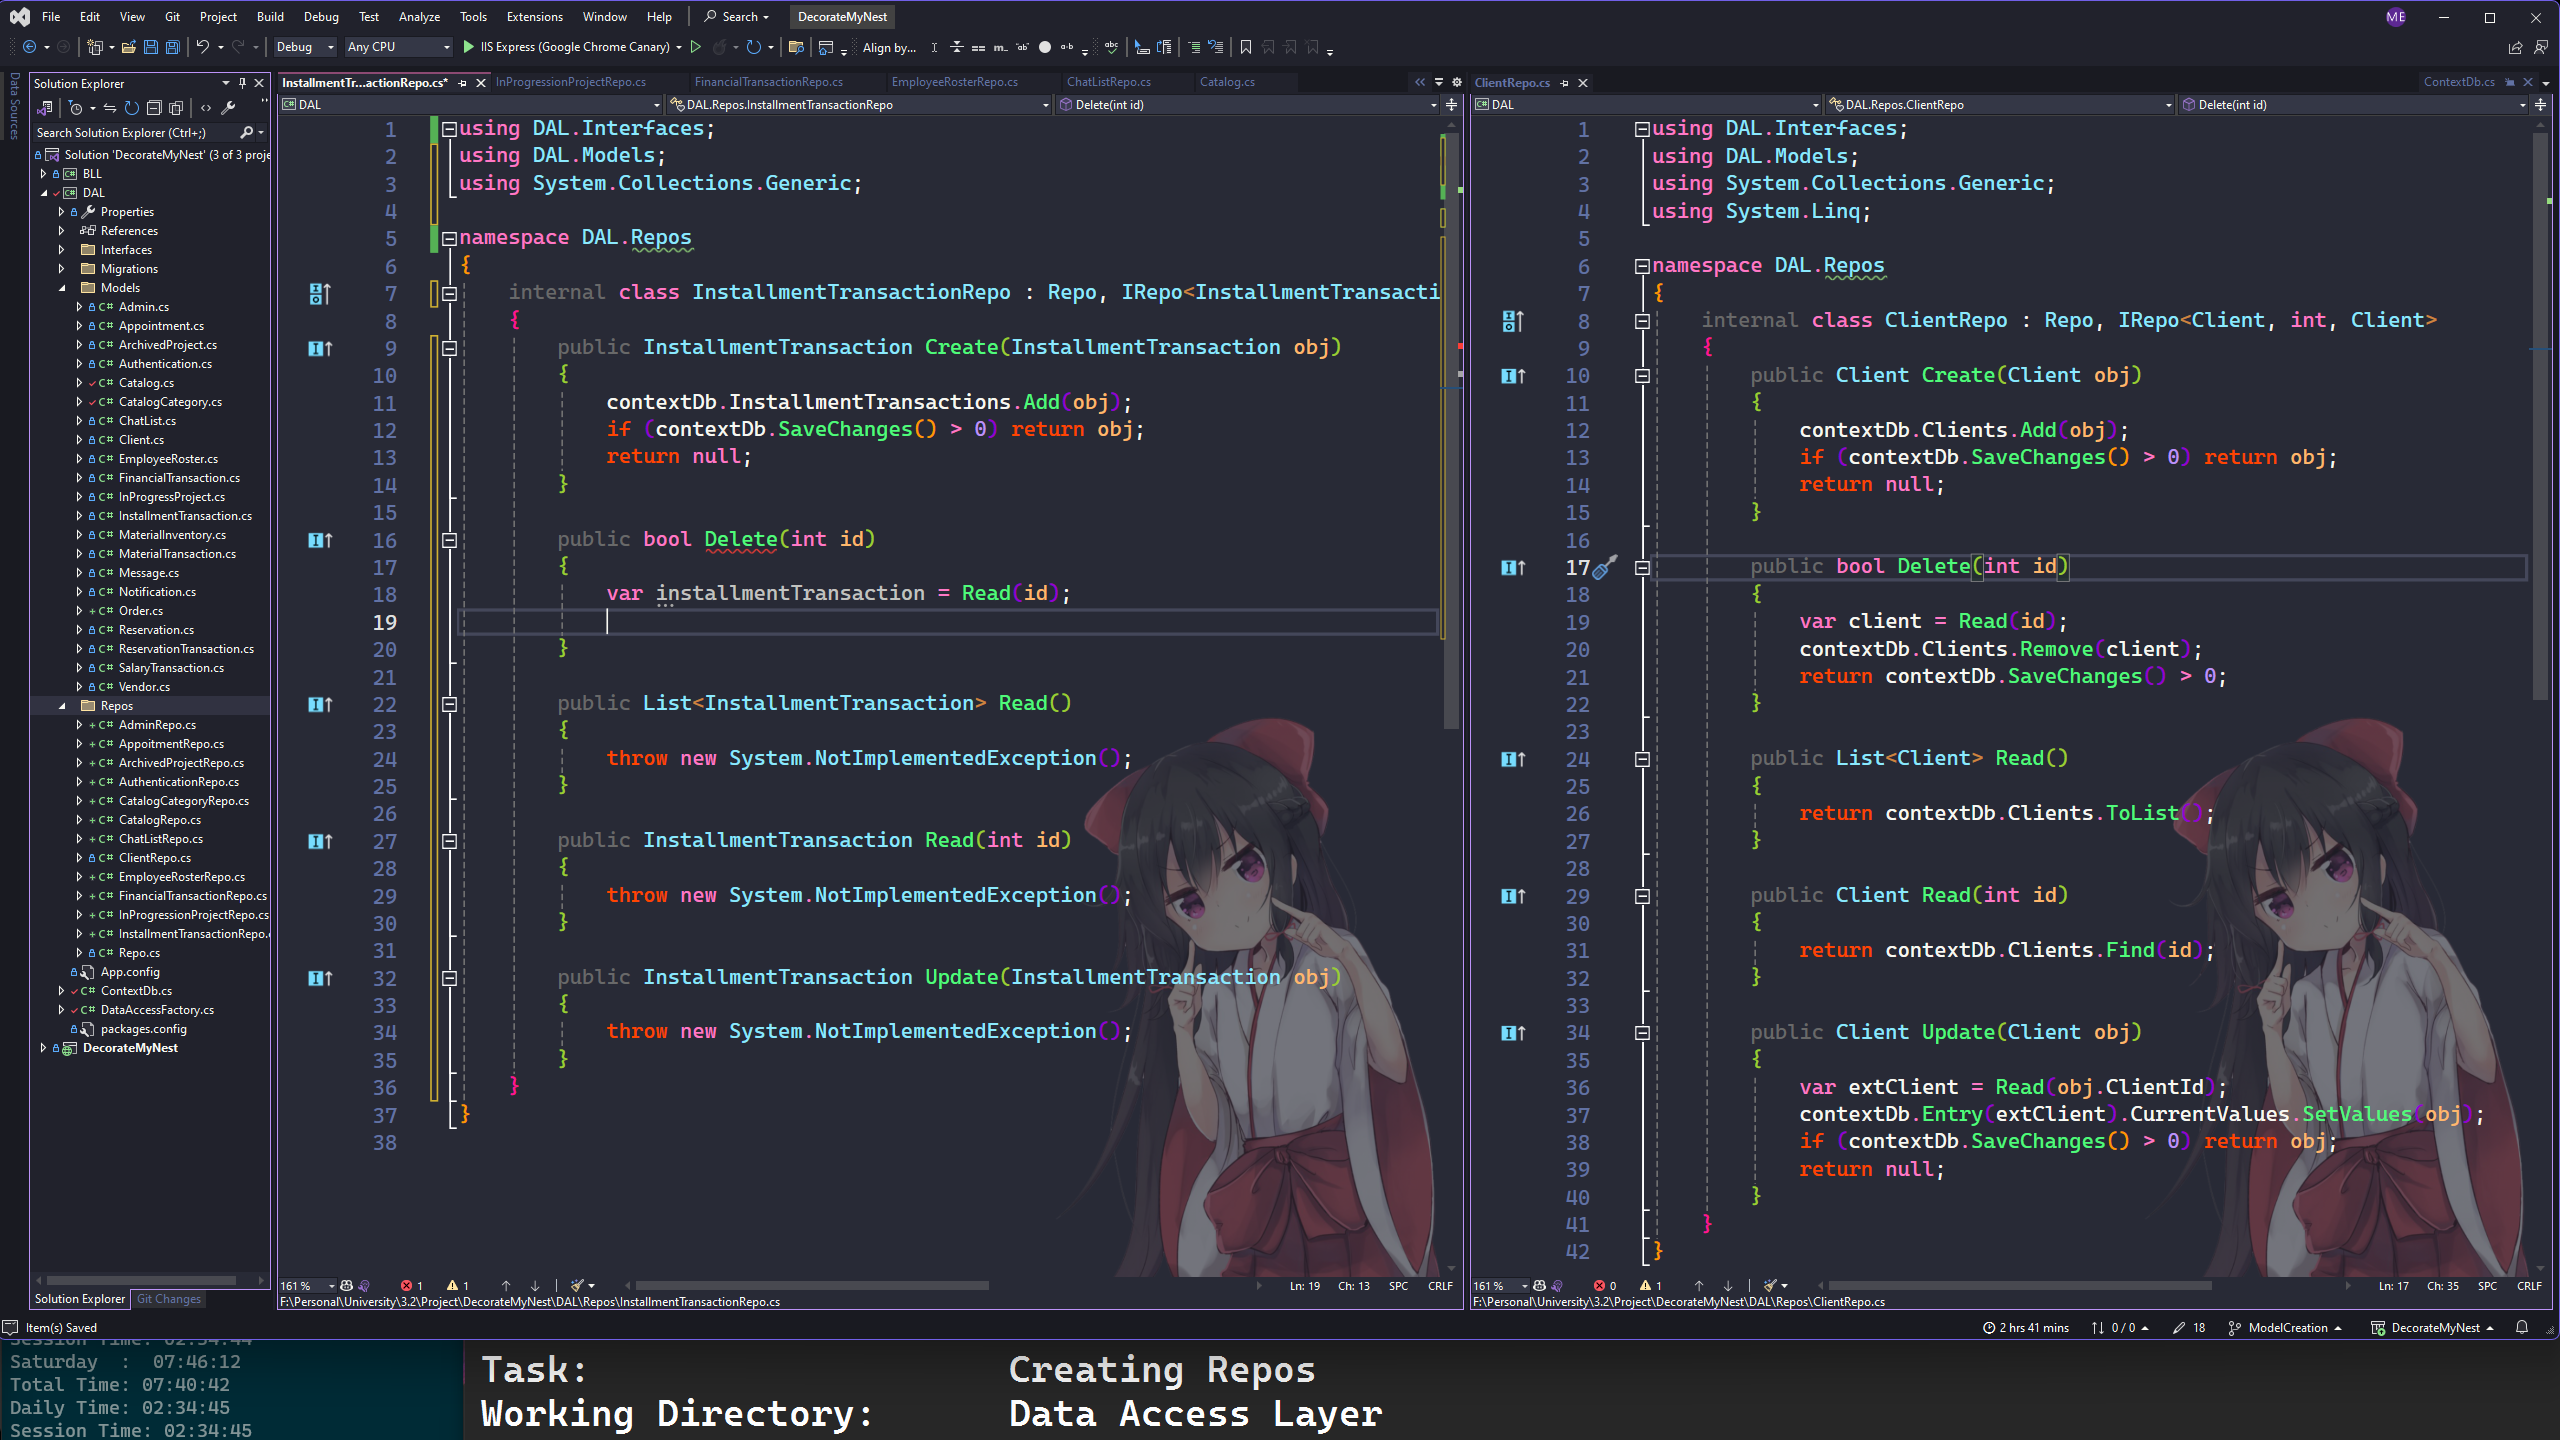 File Edit View Git Project Build Debug Test Analyze Tools Extensions Window Help Search DecorateMyNest ME
Debug Any CPU IIS Express (Google Chrome Canary) Align by...
Data Sources
Solution Explorer
Search Solution Explorer (Ctrl+;)
Solution 'DecorateMyNest' (3 of 3 proje
BLL
DAL
Properties
References
Interfaces
Migrations
Models
C# Admin.cs
C# Appointment.cs
C# ArchivedProject.cs
C# Authentication.cs
C# Catalog.cs
C# CatalogCategory.cs
C# ChatList.cs
C# Client.cs
C# EmployeeRoster.cs
C# FinancialTransaction.cs
C# InProgressProject.cs
C# InstallmentTransaction.cs
C# MaterialInventory.cs
C# MaterialTransaction.cs
C# Message.cs
C# Notification.cs
+ C# Order.cs
C# Reservation.cs
C# ReservationTransaction.cs
C# SalaryTransaction.cs
C# Vendor.cs
Repos
+ C# AdminRepo.cs
+ C# AppoitmentRepo.cs
+ C# ArchivedProjectRepo.cs
+ C# AuthenticationRepo.cs
+ C# CatalogCategoryRepo.cs
+ C# CatalogRepo.cs
+ C# ChatListRepo.cs
C# ClientRepo.cs
+ C# EmployeeRosterRepo.cs
+ C# FinancialTransactionRepo.cs
+ C# InProgressionProjectRepo.cs
+ C# InstallmentTransactionRepo.
C# Repo.cs
App.config
C# ContextDb.cs
C# DataAccessFactory.cs
packages.config
DecorateMyNest
Solution Explorer Git Changes
InstallmentTr...actionRepo.cs* InProgressionProjectRepo.cs FinancialTransactionRepo.cs EmployeeRosterRepo.cs ChatListRepo.cs Catalog.cs
DAL DAL.Repos.InstallmentTransactionRepo Delete(int id)
1 using DAL.Interfaces;
2 using DAL.Models;
3 using System.Collections.Generic;
4
5 namespace DAL.Repos
6 {
7 internal class InstallmentTransactionRepo : Repo, IRepo<InstallmentTransacti
8 {
9 public InstallmentTransaction Create(InstallmentTransaction obj)
10 {
11 contextDb.InstallmentTransactions.Add(obj);
12 if (contextDb.SaveChanges() > 0) return obj;
13 return null;
14 }
15
16 public bool Delete(int id)
17 {
18 var installmentTransaction = Read(id);
19
20 }
21
22 public List<InstallmentTransaction> Read()
23 {
24 throw new System.NotImplementedException();
25 }
26
27 public InstallmentTransaction Read(int id)
28 {
29 throw new System.NotImplementedException();
30 }
31
32 public InstallmentTransaction Update(InstallmentTransaction obj)
33 {
34 throw new System.NotImplementedException();
35 }
36 }
37 }
38
161 % 1 1 Ln: 19 Ch: 13 SPC CRLF
F:\Personal\University\3.2\Project\DecorateMyNest\DAL\Repos\InstallmentTransactionRepo.cs
ClientRepo.cs ContextDb.cs
DAL DAL.Repos.ClientRepo Delete(int id)
1 using DAL.Interfaces;
2 using DAL.Models;
3 using System.Collections.Generic;
4 using System.Linq;
5
6 namespace DAL.Repos
7 {
8 internal class ClientRepo : Repo, IRepo<Client, int, Client>
9 {
10 public Client Create(Client obj)
11 {
12 contextDb.Clients.Add(obj);
13 if (contextDb.SaveChanges() > 0) return obj;
14 return null;
15 }
16
17 public bool Delete(int id)
18 {
19 var client = Read(id);
20 contextDb.Clients.Remove(client);
21 return contextDb.SaveChanges() > 0;
22 }
23
24 public List<Client> Read()
25 {
26 return contextDb.Clients.ToList();
27 }
28
29 public Client Read(int id)
30 {
31 return contextDb.Clients.Find(id);
32 }
33
34 public Client Update(Client obj)
35 {
36 var extClient = Read(obj.ClientId);
37 contextDb.Entry(extClient).CurrentValues.SetValues(obj);
38 if (contextDb.SaveChanges() > 0) return obj;
39 return null;
40 }
41 }
42 }
161 % 0 1 Ln: 17 Ch: 35 SPC CRLF
F:\Personal\University\3.2\Project\DecorateMyNest\DAL\Repos\ClientRepo.cs
Item(s) Saved 2 hrs 41 mins 0 / 0 18 ModelCreation DecorateMyNest
Session Time: 02:34:44
Saturday : 07:46:12
Total Time: 07:40:42
Daily Time: 02:34:45
Session Time: 02:34:45
Task: Creating Repos
Working Directory: Data Access Layer